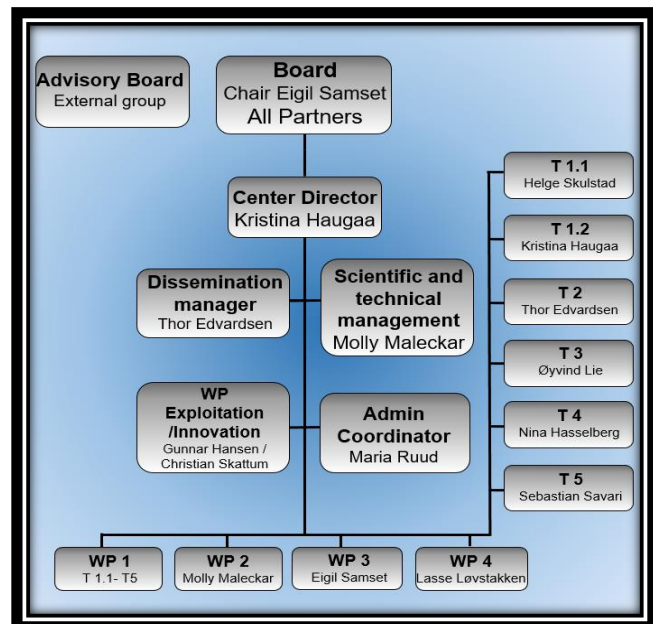 Advisory Board
External group
Board
Chair Eigil Samset
All Partners
Center Director
Kristina Haugaa
Dissemination
manager
Thor Edvardsen
Scientific and
technical
management
Molly Maleckar
WP
Exploitation
/Innovation
Gunnar Hansen /
Christian Skattum
Admin
Coordinator
Maria Ruud
T 1.1
Helge Skulstad
T 1.2
Kristina Haugaa
T 2
Thor Edvardsen
T 3
Øyvind Lie
T 4
Nina Hasselberg
T 5
Sebastian Savari
WP 1
T 1.1- T5
WP 2
Molly Maleckar
WP 3
Eigil Samset
WP 4
Lasse Løvstakken